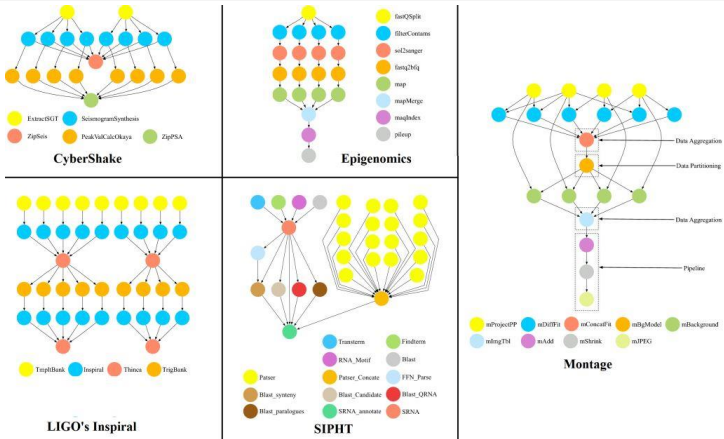 ExtractSGT
SeismogramSynthesis
ZipSeis
PeakValCalcOkaya
ZipPSA
CyberShake
fastQSplit
filterContams
sol2sanger
fastq2bfq
map
mapMerge
maqIndex
pileup
Epigenomics
TmpltBank
Inspiral
Thinca
TrigBank
LIGO's Inspiral
Transterm
Findterm
RNA_Motif
Blast
Patser
Patser_Concate
FFN_Parse
Blast_synteny
Blast_Candidate
Blast_QRNA
Blast_paralogues
SRNA_annotate
SRNA
SIPHT
Data Aggregation
Data Partitioning
Data Aggregation
Pipeline
mProjectPP
mDiffFit
mConcatFit
mBgModel
mBackground
mImgTbl
mAdd
mShrink
mJPEG
Montage